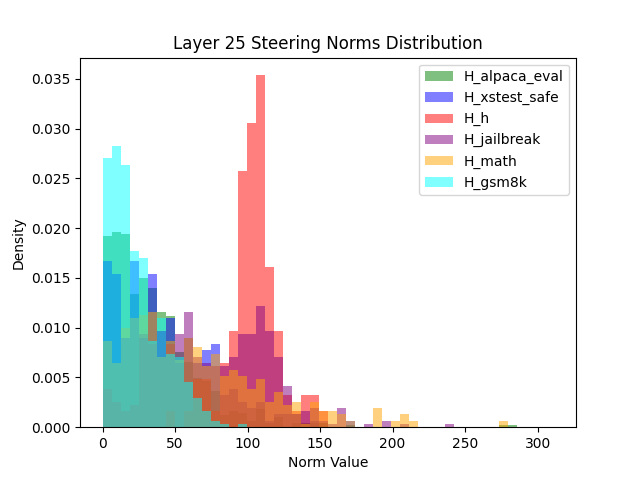 Layer 25 Steering Norms Distribution
H_alpaca_eval
H_xstest_safe
H_h
H_jailbreak
H_math
H_gsm8k
Density
0.035
0.030
0.025
0.020
0.015
0.010
0.005
0.000
0 50 100 150 200 250 300
Norm Value